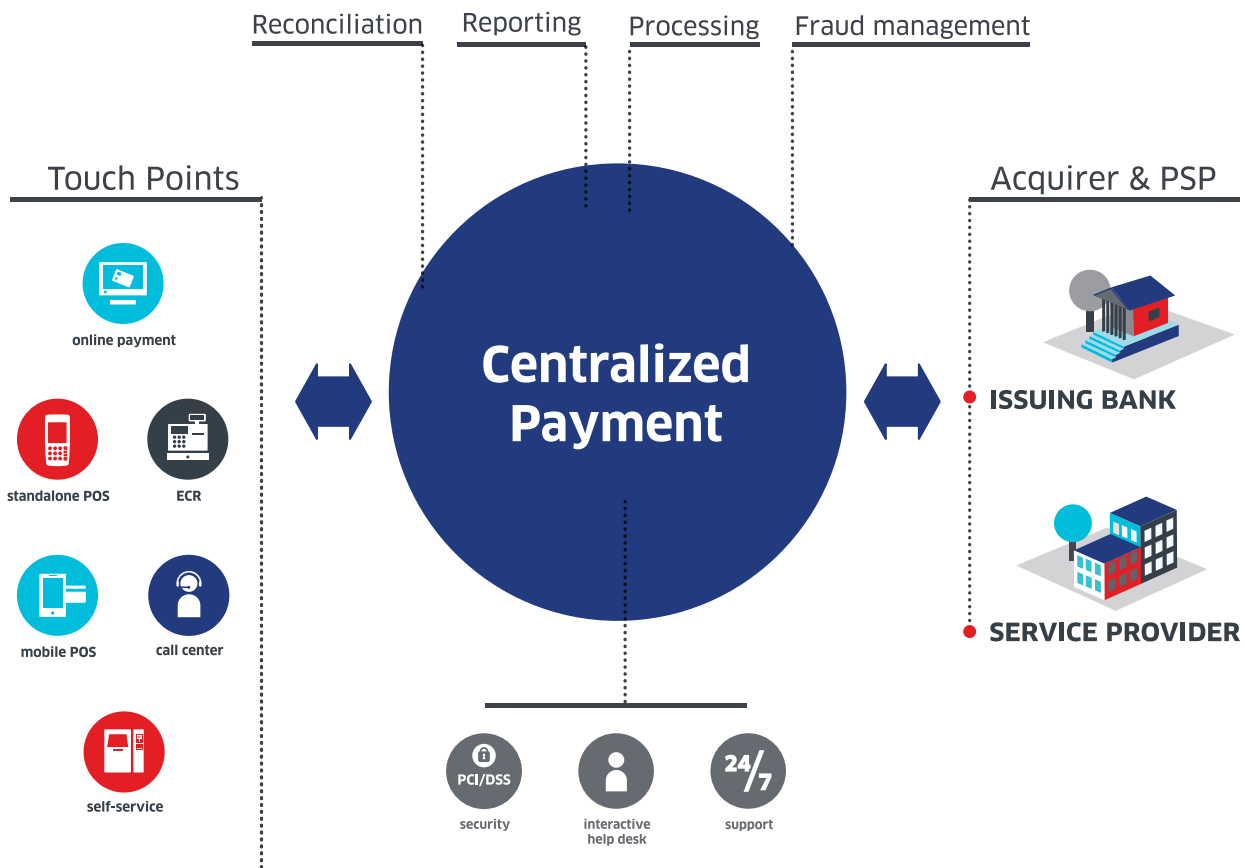 Reconciliation
Reporting
Processing
Fraud management
Touch Points
Acquirer & PSP
online payment
standalone POS
ECR
mobile POS
call center
self-service
Centralized
Payment
ISSUING BANK
SERVICE PROVIDER
PCI/DSS
security
interactive
help desk
24/7
support